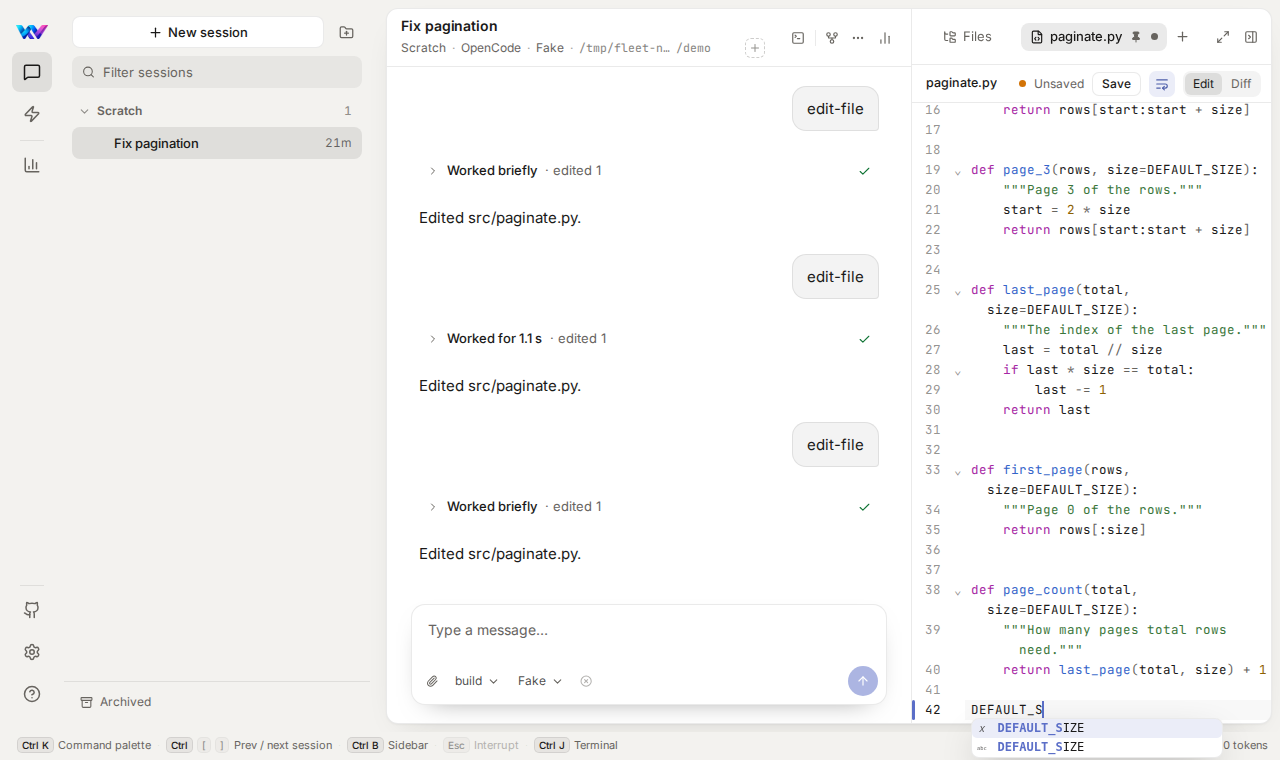 New session
Filter sessions
Scratch 1
Fix pagination 21m
Archived
Fix pagination
Scratch · OpenCode · Fake · /tmp/fleet-n… /demo
edit-file
Worked briefly · edited 1
Edited src/paginate.py.
edit-file
Worked for 1.1 s · edited 1
Edited src/paginate.py.
edit-file
Worked briefly · edited 1
Edited src/paginate.py.
Type a message...
build Fake
Files paginate.py
paginate.py Unsaved Save Edit Diff
16 return rows[start:start + size]
17
18
19 def page_3(rows, size=DEFAULT_SIZE):
20 """Page 3 of the rows."""
21 start = 2 * size
22 return rows[start:start + size]
23
24
25 def last_page(total,
size=DEFAULT_SIZE):
26 """The index of the last page."""
27 last = total // size
28 if last * size == total:
29 last -= 1
30 return last
31
32
33 def first_page(rows,
size=DEFAULT_SIZE):
34 """Page 0 of the rows."""
35 return rows[:size]
36
37
38 def page_count(total,
size=DEFAULT_SIZE):
39 """How many pages total rows
need."""
40 return last_page(total, size) + 1
41
42 DEFAULT_S
x DEFAULT_SIZE
abc DEFAULT_SIZE
Ctrl K Command palette Ctrl [ ] Prev / next session Ctrl B Sidebar Esc Interrupt Ctrl J Terminal 0 tokens